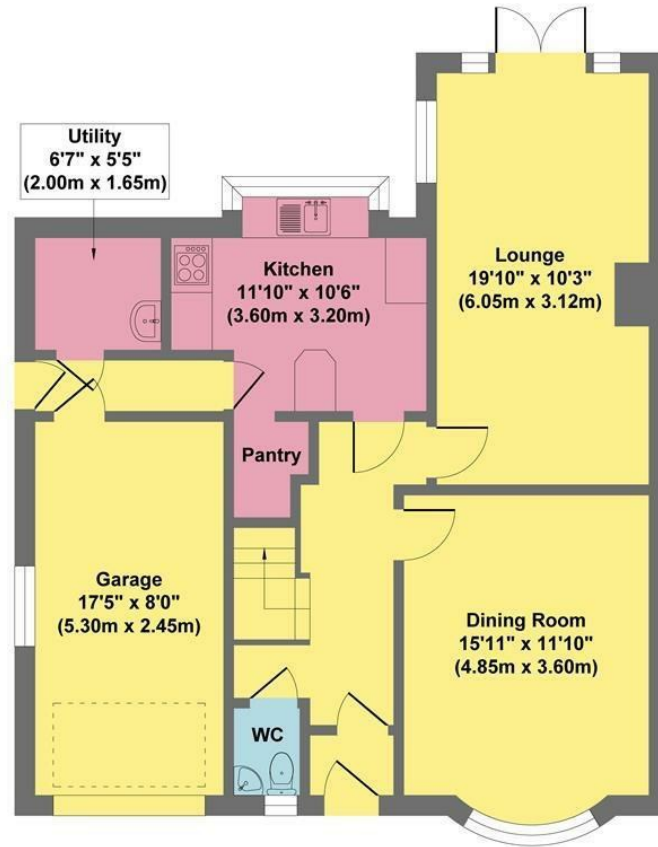 Utility
6'7" x 5'5"
(2.00m x 1.65m)
Kitchen
11'10" x 10'6"
(3.60m x 3.20m)
Lounge
19'10" x 10'3"
(6.05m x 3.12m)
Pantry
Garage
17'5" x 8'0"
(5.30m x 2.45m)
Dining Room
15'11" x 11'10"
(4.85m x 3.60m)
WC